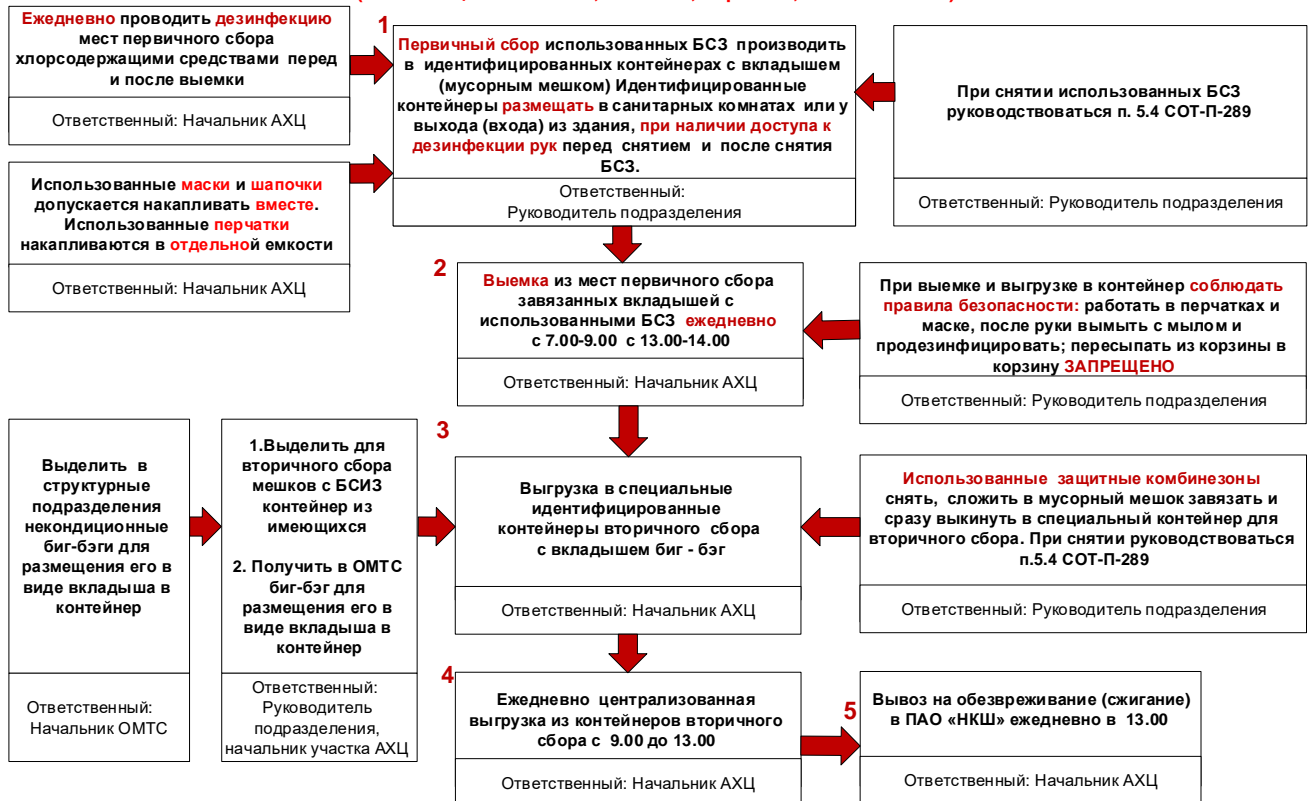 Ежедневно проводить дезинфекцию
мест первичного сбора
хлорсодержащими средствами перед
и после выемки
Ответственный: Начальник АХЦ
Использованные маски и шапочки
допускается накапливать вместе.
Использованные перчатки
накапливаются в отдельной емкости
Ответственный: Начальник АХЦ
1
Первичный сбор использованных БСЗ производить
в идентифицированных контейнерах с вкладышем
(мусорным мешком) Идентифицированные
контейнеры размещать в санитарных комнатах или у
выхода (входа) из здания, при наличии доступа к
дезинфекции рук перед снятием и после снятия
БСЗ.
Ответственный:
Руководитель подразделения
При снятии использованных БСЗ
руководствоваться п. 5.4 СОТ-П-289
Ответственный: Руководитель подразделения
2
Выемка из мест первичного сбора
завязанных вкладышей с
использованными БСЗ ежедневно
с 7.00-9.00 с 13.00-14.00
Ответственный: Начальник АХЦ
При выемке и выгрузке в контейнер соблюдать
правила безопасности: работать в перчатках и
маске, после руки вымыть с мылом и
продезинфицировать; пересыпать из корзины в
корзину ЗАПРЕЩЕНО
Ответственный: Руководитель подразделения
Выделить в
структурные
подразделения
некондиционные
биг-бэги для
размещения его в
виде вкладыша в
контейнер
Ответственный:
Начальник ОМТС
1.Выделить для
вторичного сбора
мешков с БСИЗ
контейнер из
имеющихся
2. Получить в ОМТС
биг-бэг для
размещения его в
виде вкладыша в
контейнер
Ответственный:
Руководитель
подразделения,
начальник участка АХЦ
3
Выгрузка в специальные
идентифицированные
контейнеры вторичного сбора
с вкладышем биг - бэг
Ответственный: Начальник АХЦ
Использованные защитные комбинезоны
снять, сложить в мусорный мешок завязать и
сразу выкинуть в специальный контейнер для
вторичного сбора. При снятии руководствоваться
п.5.4 СОТ-П-289
Ответственный: Руководитель подразделения
4
Ежедневно централизованная
выгрузка из контейнеров вторичного
сбора с 9.00 до 13.00
Ответственный: Начальник АХЦ
5
Вывоз на обезвреживание (сжигание)
в ПАО «НКШ» ежедневно в 13.00
Ответственный: Начальник АХЦ